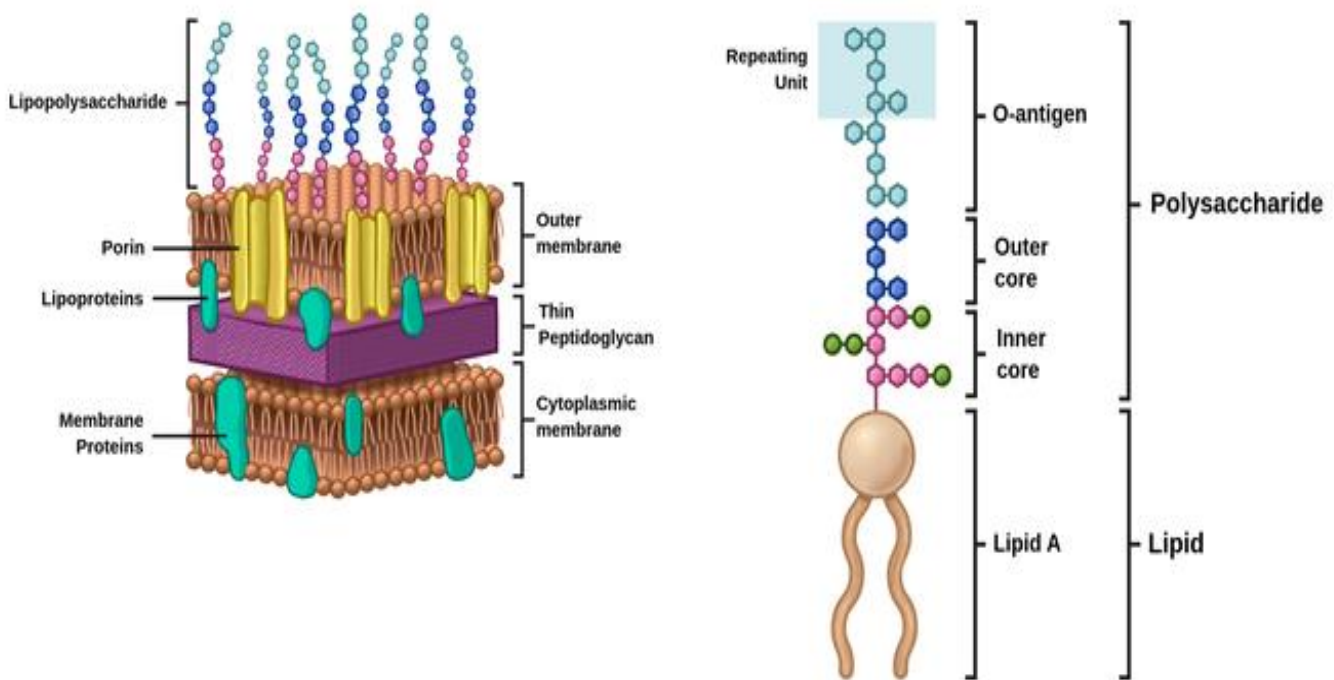 Lipopolysaccharide
Porin
Lipoproteins
Membrane
Proteins
Outer
membrane
Thin
Peptidoglycan
Cytoplasmic
membrane
Repeating
Unit
O-antigen
Outer
core
Inner
core
Lipid A
Polysaccharide
Lipid